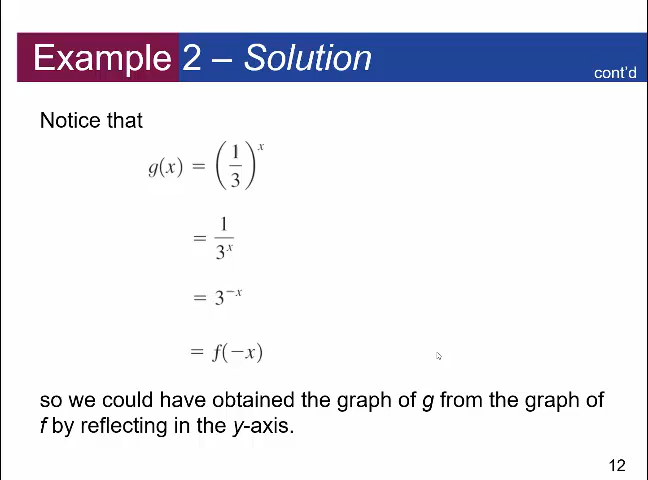 Example 2 – Solution
cont'd
Notice that
g(x) = (1/3)^x
= 1/3^x
= 3^−x
= f(−x)
so we could have obtained the graph of g from the graph of
f by reflecting in the y-axis.
12